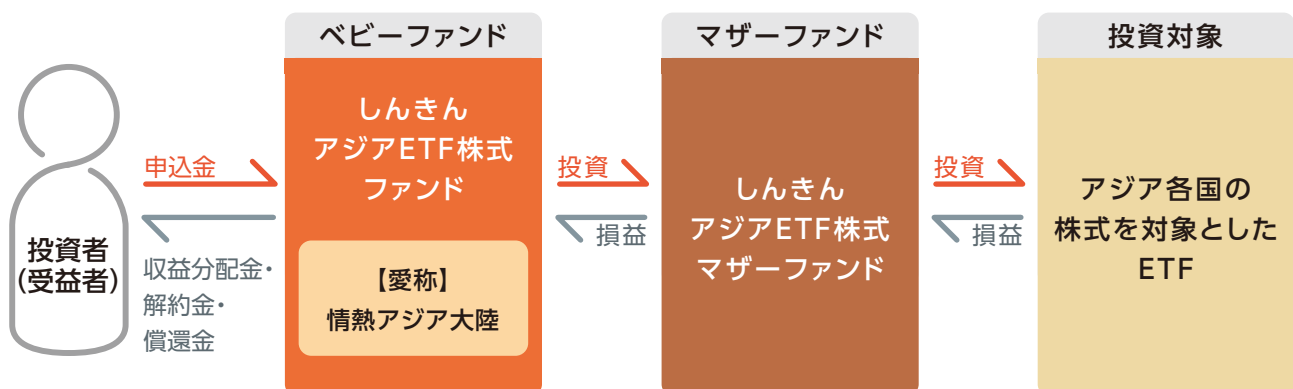 ベビーファンド
マザーファンド
投資対象
投資者
(受益者)
申込金
収益分配金・
解約金・
償還金
しんきん
アジアETF株式
ファンド
【愛称】
情熱アジア大陸
投資
損益
しんきん
アジアETF株式
マザーファンド
投資
損益
アジア各国の
株式を対象とした
ETF